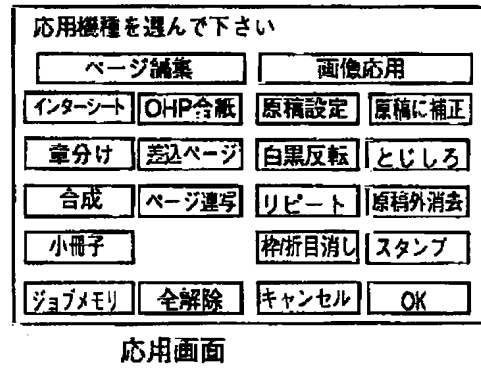 応用機種を選んで下さい
ページ編集 画像応用
インターシート OHP合紙 原稿設定 原稿に補正
章分け 差込ページ 白黒反転 とじしろ
合成 ページ連写 リピート 原稿外消去
小冊子 枠/折目消し スタンプ
ジョブメモリ 全解除 キャンセル OK
応用画面